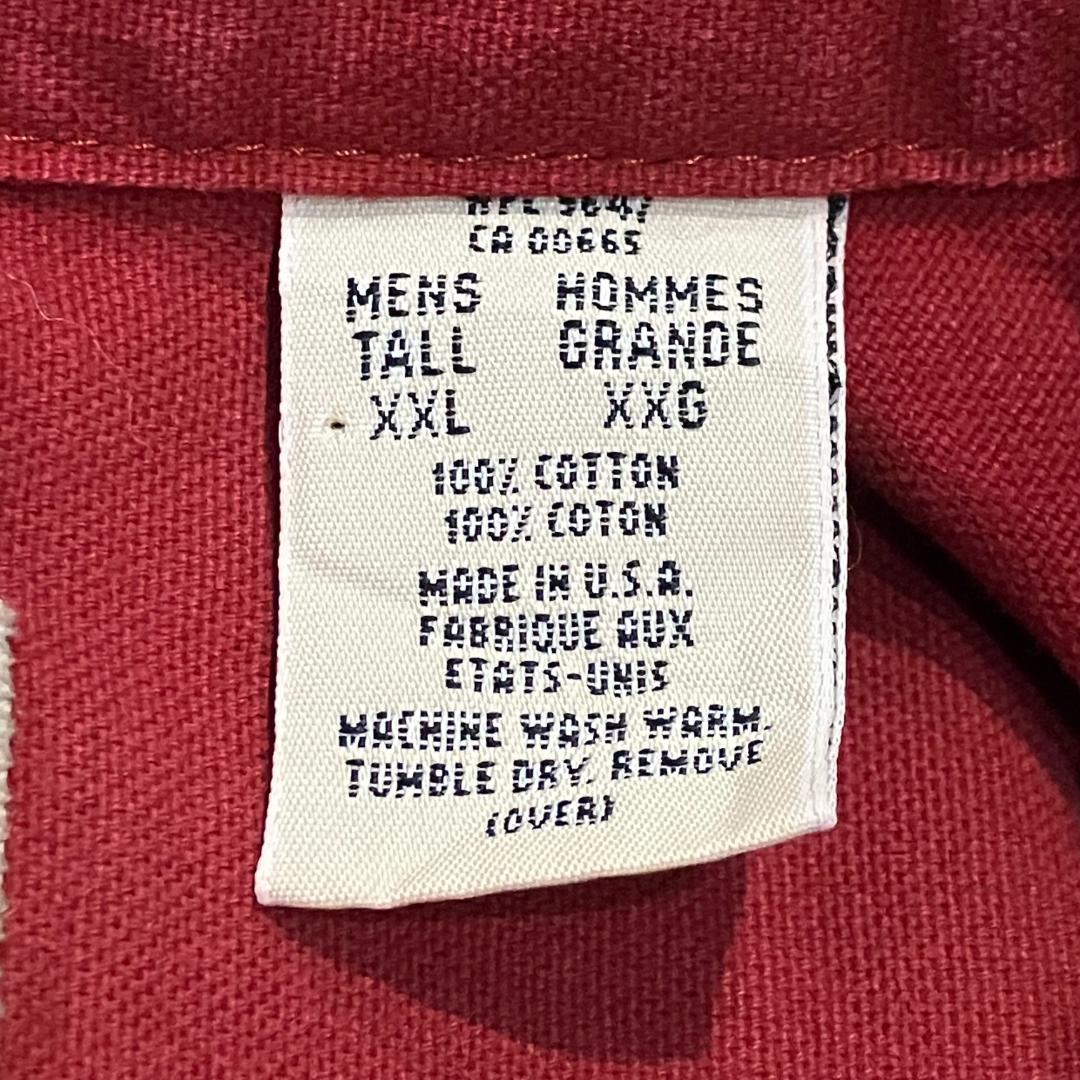 CA 00665
MENS HOMMES
TALL GRANDE
XXL XXG
100% COTTON
100% COTON
MADE IN U.S.A.
FABRIQUE AUX
ETATS-UNIS
MACHINE WASH WARM.
TUMBLE DRY. REMOVE
(OVER)